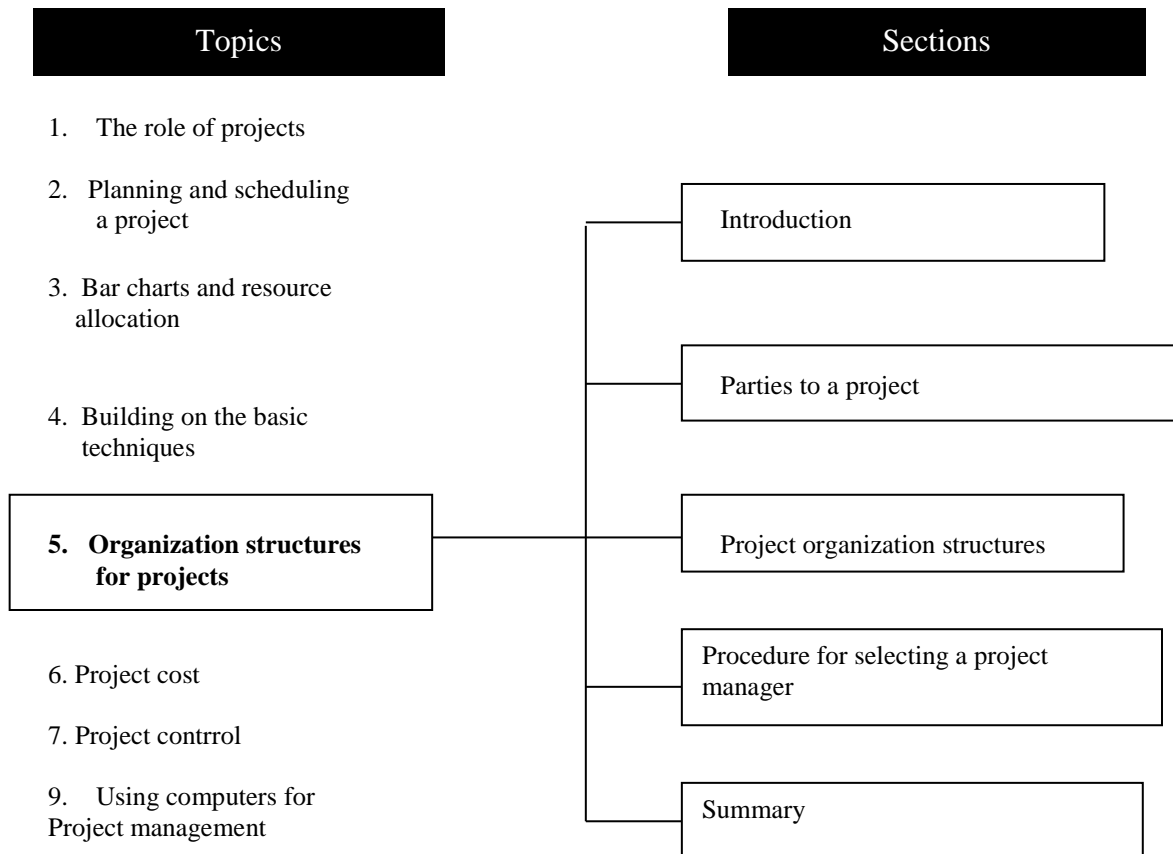 Topics
1. The role of projects
2. Planning and scheduling
a project
3. Bar charts and resource
allocation
4. Building on the basic
techniques
5. Organization structures
for projects
6. Project cost
7. Project contrrol
9. Using computers for
Project management
Sections
Introduction
Parties to a project
Project organization structures
Procedure for selecting a project
manager
Summary